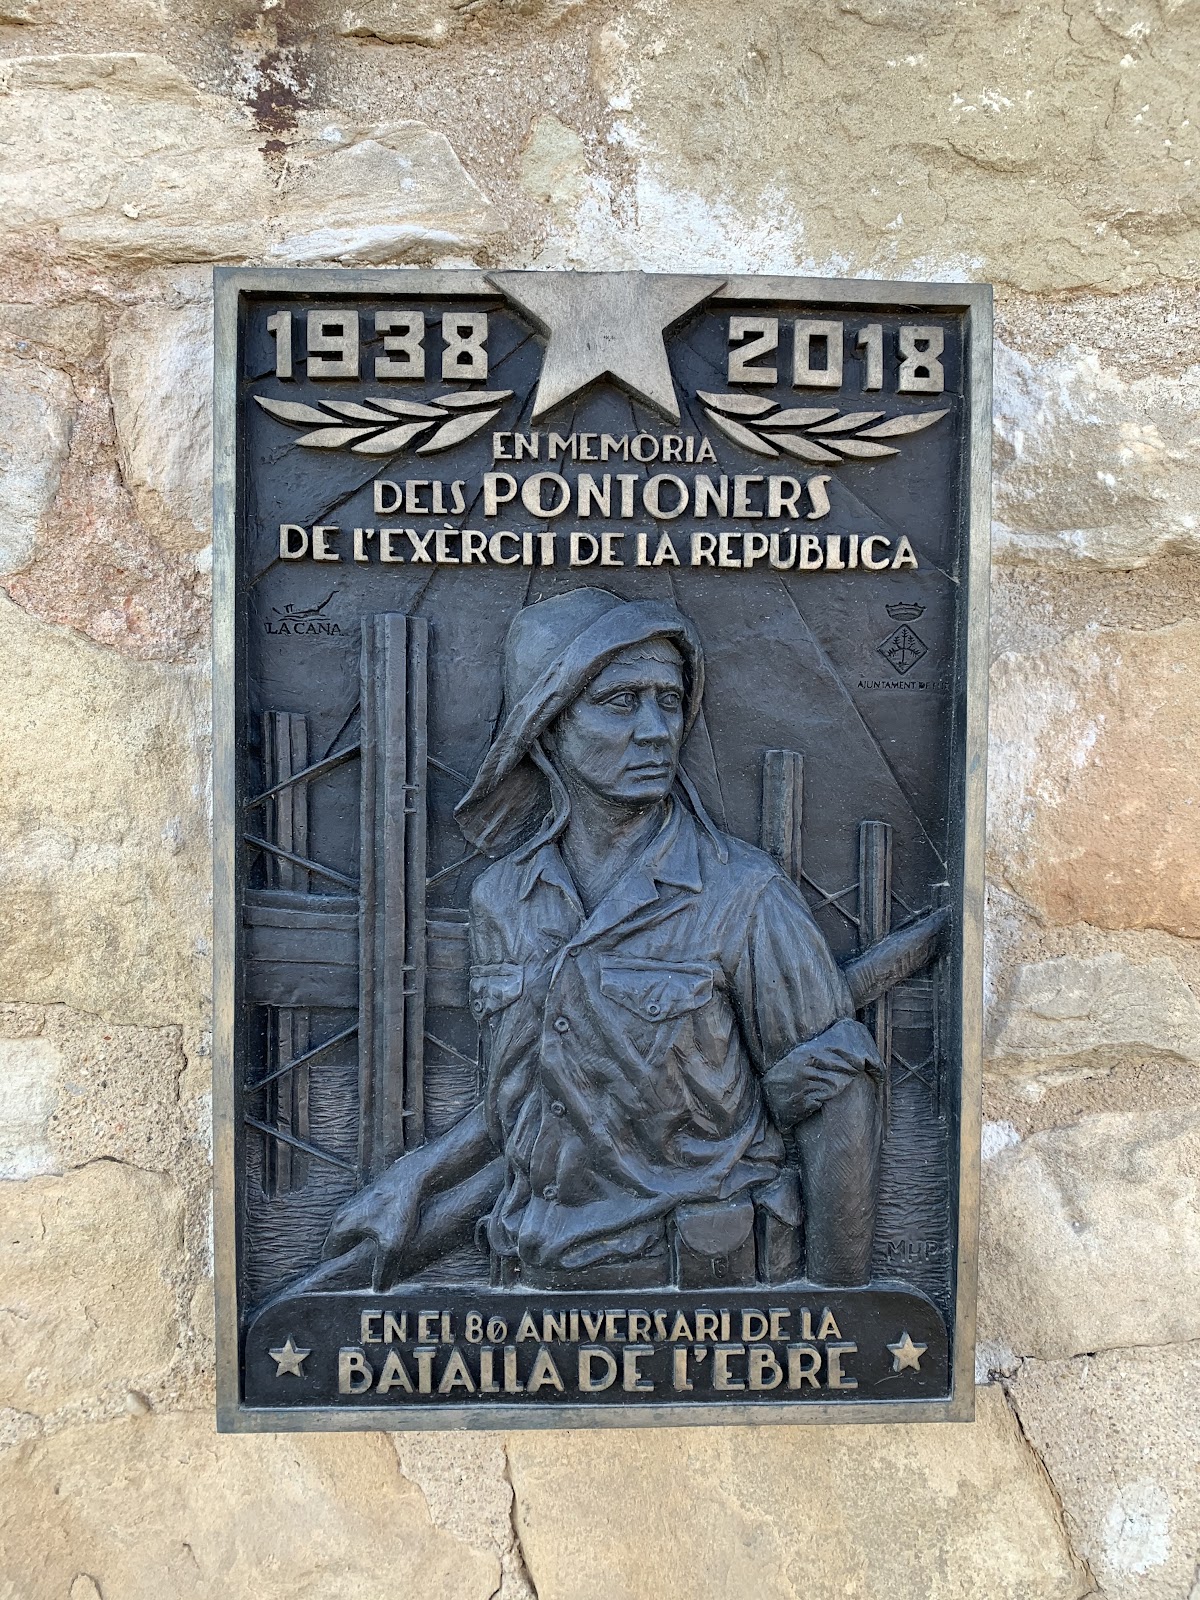 1938 2018
EN MEMÒRIA
DELS PONTONERS
DE L'EXÈRCIT DE LA REPÚBLICA
LA CANA
AJUNTAMENT DE
MHP
EN EL 80 ANIVERSARI DE LA
BATALLA DE L'EBRE